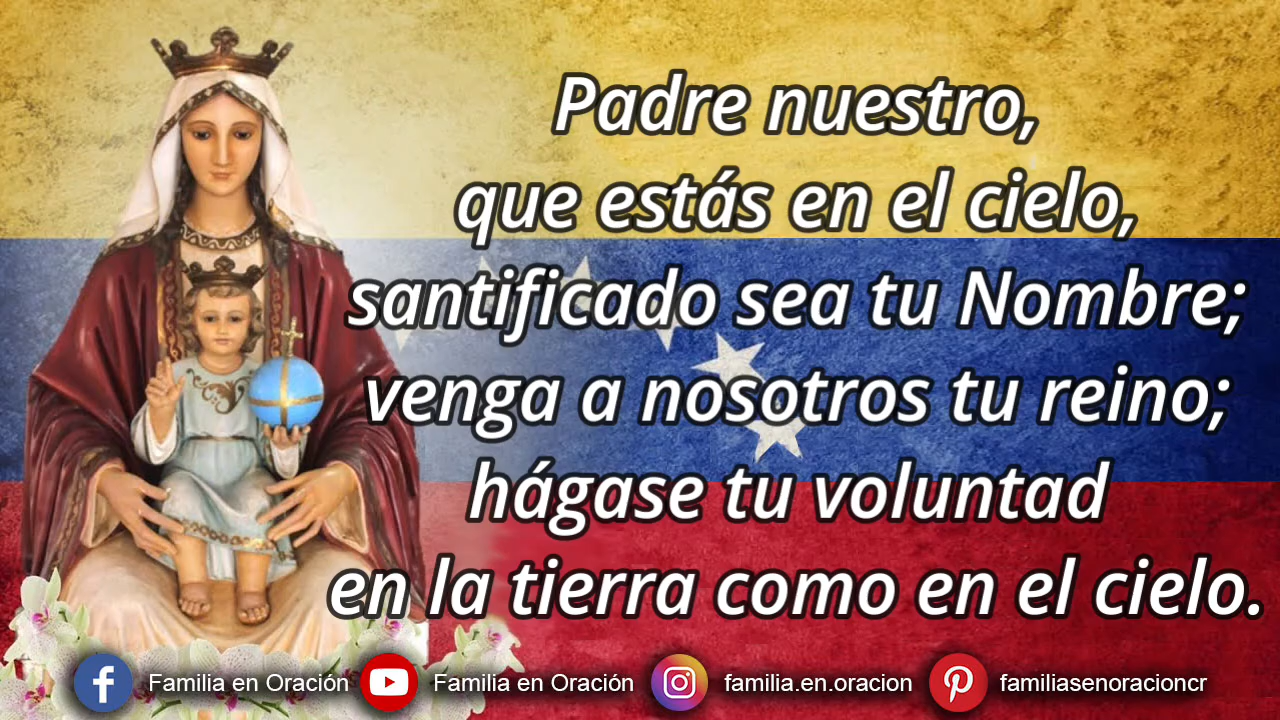 Padre nuestro,
que estás en el cielo,
santificado sea tu Nombre;
venga a nosotros tu reino;
hágase tu voluntad
en la tierra como en el cielo.
Familia en Oración Familia en Oración familia.en.oracion familiasenoracioncr